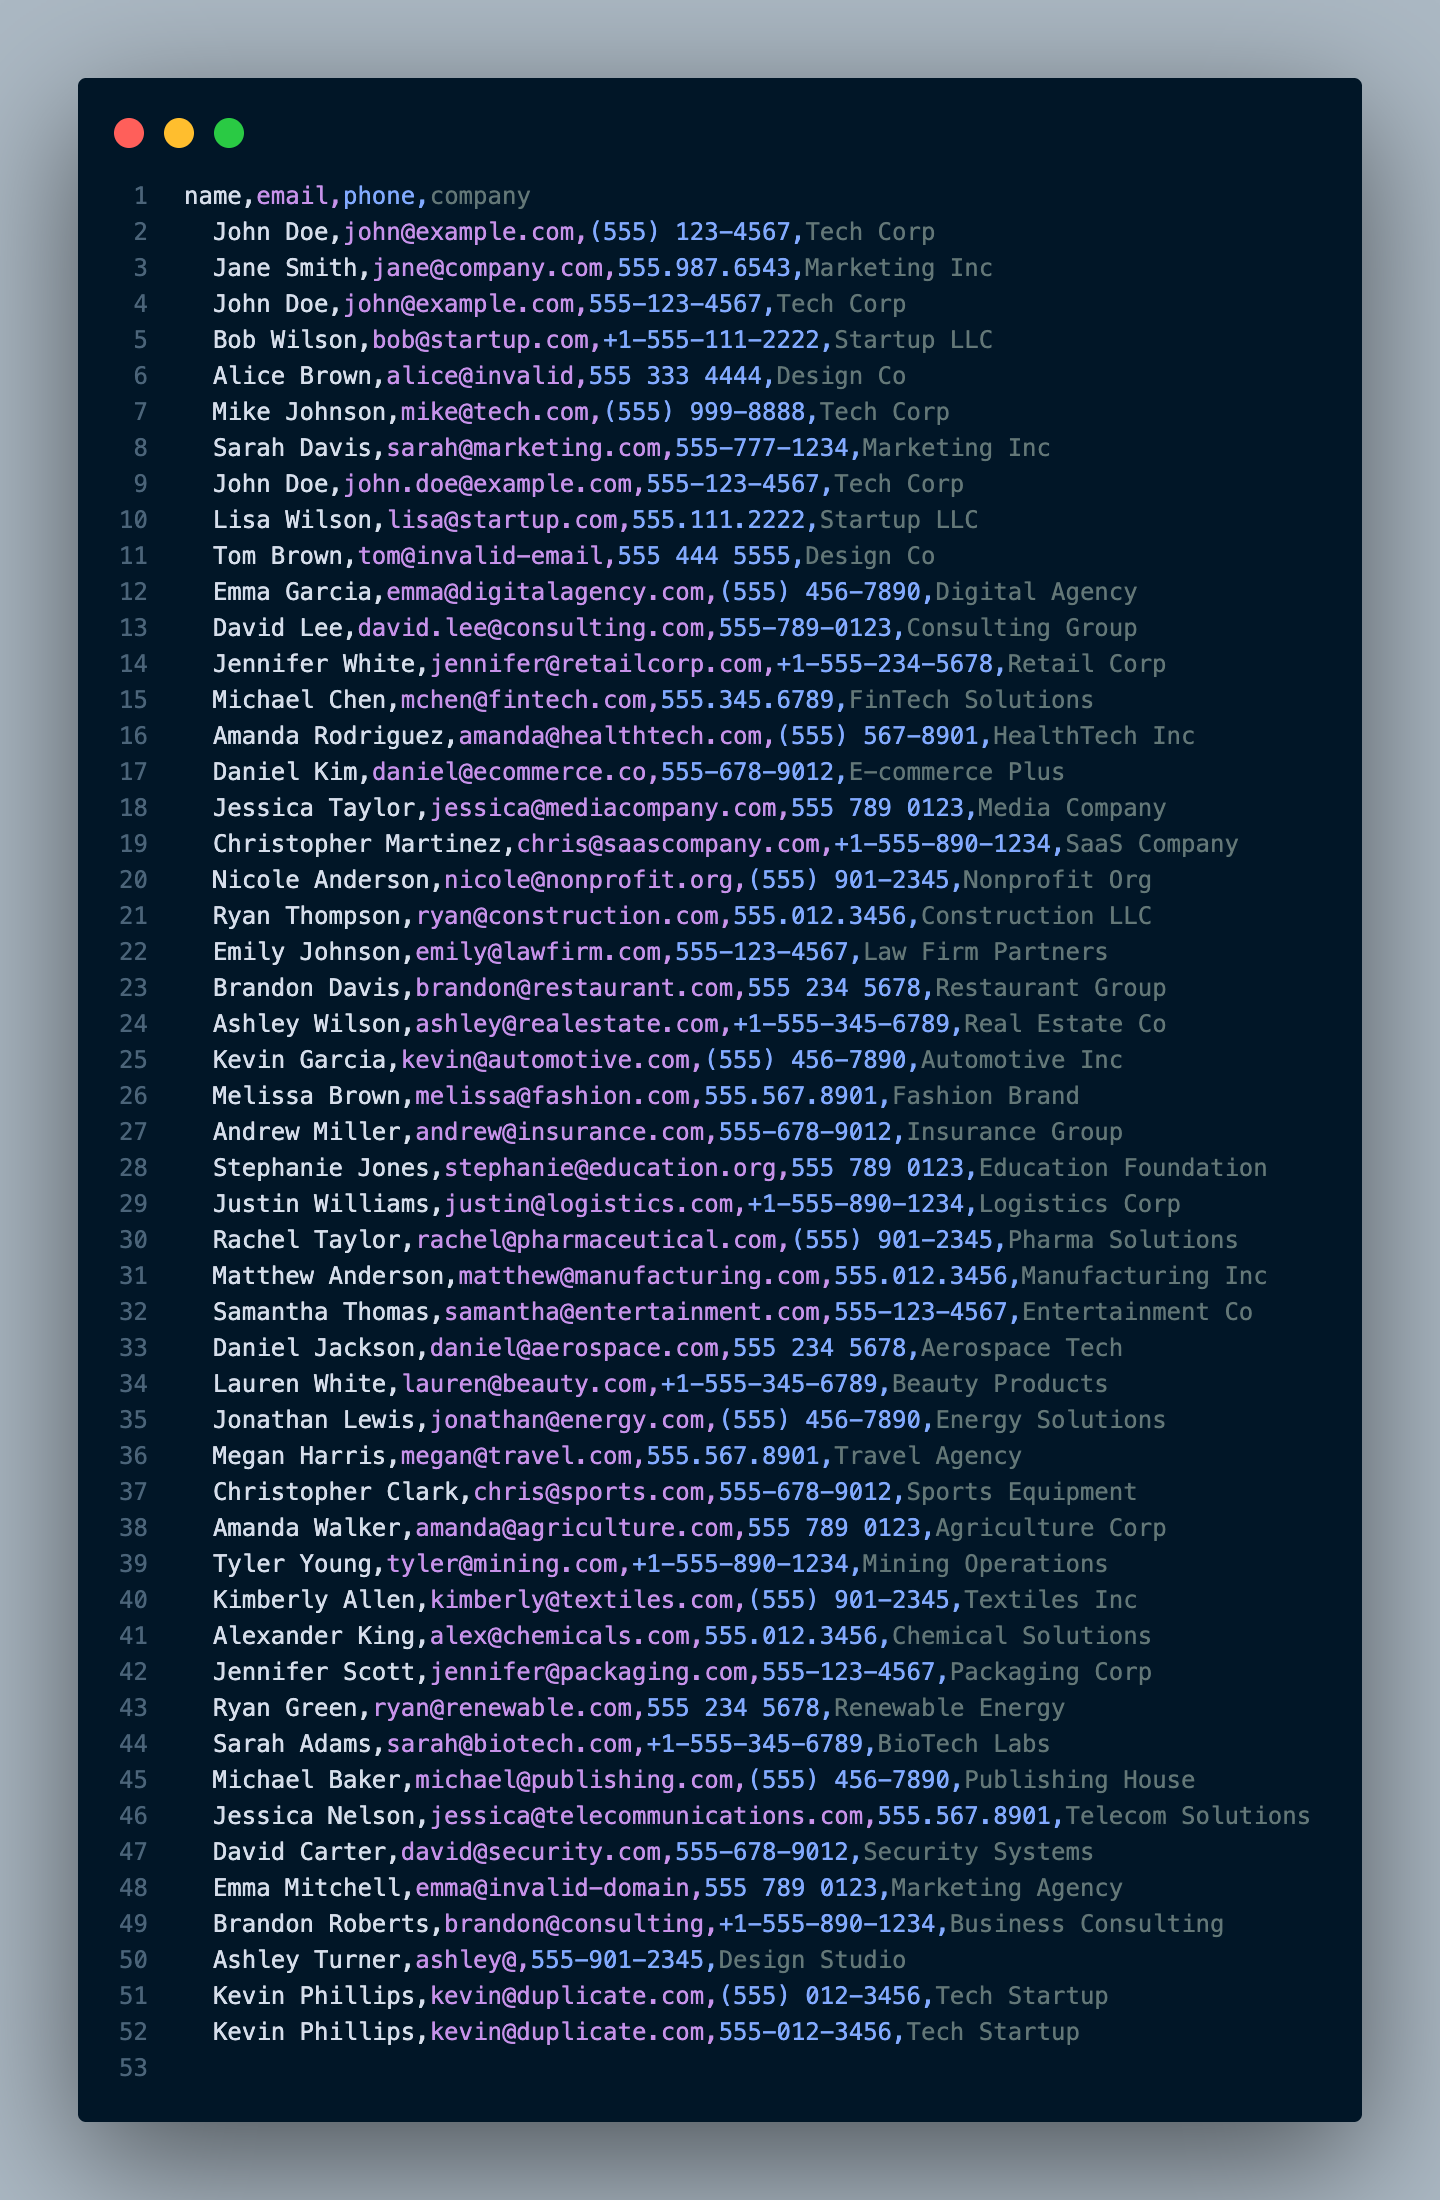 1 name,email,phone,company
2 John Doe,john@example.com,(555) 123-4567,Tech Corp
3 Jane Smith,jane@company.com,555.987.6543,Marketing Inc
4 John Doe,john@example.com,555-123-4567,Tech Corp
5 Bob Wilson,bob@startup.com,+1-555-111-2222,Startup LLC
6 Alice Brown,alice@invalid,555 333 4444,Design Co
7 Mike Johnson,mike@tech.com,(555) 999-8888,Tech Corp
8 Sarah Davis,sarah@marketing.com,555-777-1234,Marketing Inc
9 John Doe,john.doe@example.com,555-123-4567,Tech Corp
10 Lisa Wilson,lisa@startup.com,555.111.2222,Startup LLC
11 Tom Brown,tom@invalid-email,555 444 5555,Design Co
12 Emma Garcia,emma@digitalagency.com,(555) 456-7890,Digital Agency
13 David Lee,david.lee@consulting.com,555-789-0123,Consulting Group
14 Jennifer White,jennifer@retailcorp.com,+1-555-234-5678,Retail Corp
15 Michael Chen,mchen@fintech.com,555.345.6789,FinTech Solutions
16 Amanda Rodriguez,amanda@healthtech.com,(555) 567-8901,HealthTech Inc
17 Daniel Kim,daniel@ecommerce.co,555-678-9012,E-commerce Plus
18 Jessica Taylor,jessica@mediacompany.com,555 789 0123,Media Company
19 Christopher Martinez,chris@saascompany.com,+1-555-890-1234,SaaS Company
20 Nicole Anderson,nicole@nonprofit.org,(555) 901-2345,Nonprofit Org
21 Ryan Thompson,ryan@construction.com,555.012.3456,Construction LLC
22 Emily Johnson,emily@lawfirm.com,555-123-4567,Law Firm Partners
23 Brandon Davis,brandon@restaurant.com,555 234 5678,Restaurant Group
24 Ashley Wilson,ashley@realestate.com,+1-555-345-6789,Real Estate Co
25 Kevin Garcia,kevin@automotive.com,(555) 456-7890,Automotive Inc
26 Melissa Brown,melissa@fashion.com,555.567.8901,Fashion Brand
27 Andrew Miller,andrew@insurance.com,555-678-9012,Insurance Group
28 Stephanie Jones,stephanie@education.org,555 789 0123,Education Foundation
29 Justin Williams,justin@logistics.com,+1-555-890-1234,Logistics Corp
30 Rachel Taylor,rachel@pharmaceutical.com,(555) 901-2345,Pharma Solutions
31 Matthew Anderson,matthew@manufacturing.com,555.012.3456,Manufacturing Inc
32 Samantha Thomas,samantha@entertainment.com,555-123-4567,Entertainment Co
33 Daniel Jackson,daniel@aerospace.com,555 234 5678,Aerospace Tech
34 Lauren White,lauren@beauty.com,+1-555-345-6789,Beauty Products
35 Jonathan Lewis,jonathan@energy.com,(555) 456-7890,Energy Solutions
36 Megan Harris,megan@travel.com,555.567.8901,Travel Agency
37 Christopher Clark,chris@sports.com,555-678-9012,Sports Equipment
38 Amanda Walker,amanda@agriculture.com,555 789 0123,Agriculture Corp
39 Tyler Young,tyler@mining.com,+1-555-890-1234,Mining Operations
40 Kimberly Allen,kimberly@textiles.com,(555) 901-2345,Textiles Inc
41 Alexander King,alex@chemicals.com,555.012.3456,Chemical Solutions
42 Jennifer Scott,jennifer@packaging.com,555-123-4567,Packaging Corp
43 Ryan Green,ryan@renewable.com,555 234 5678,Renewable Energy
44 Sarah Adams,sarah@biotech.com,+1-555-345-6789,BioTech Labs
45 Michael Baker,michael@publishing.com,(555) 456-7890,Publishing House
46 Jessica Nelson,jessica@telecommunications.com,555.567.8901,Telecom Solutions
47 David Carter,david@security.com,555-678-9012,Security Systems
48 Emma Mitchell,emma@invalid-domain,555 789 0123,Marketing Agency
49 Brandon Roberts,brandon@consulting,+1-555-890-1234,Business Consulting
50 Ashley Turner,ashley@,555-901-2345,Design Studio
51 Kevin Phillips,kevin@duplicate.com,(555) 012-3456,Tech Startup
52 Kevin Phillips,kevin@duplicate.com,555-012-3456,Tech Startup
53